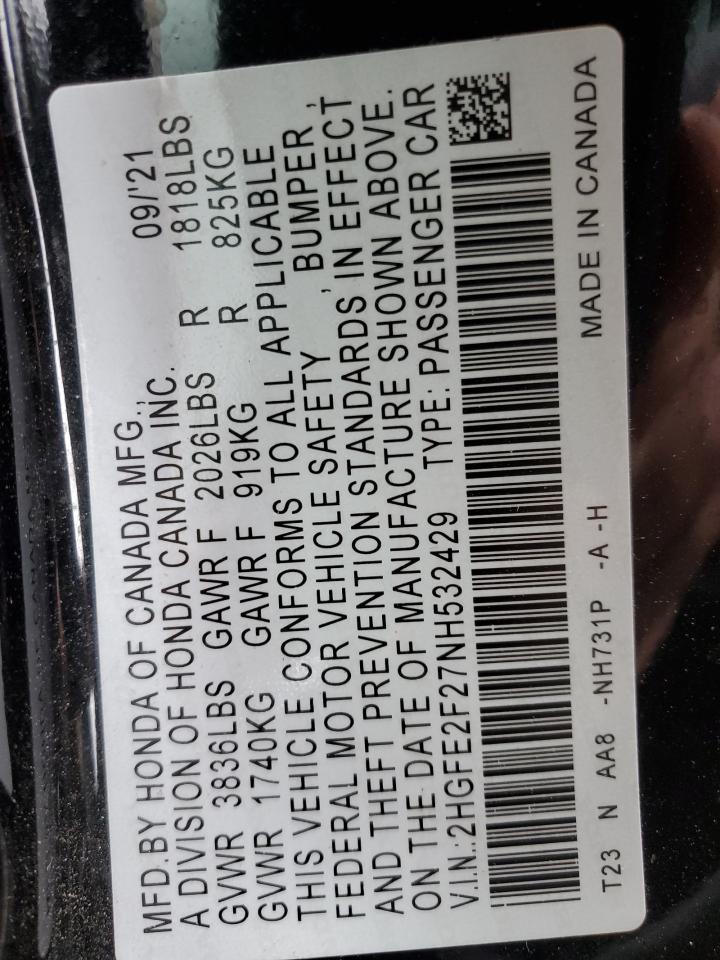 MFD.BY HONDA OF CANADA MFG., 09/'21
A DIVISION OF HONDA CANADA INC.
GVWR 3836LBS GAWR F 2026LBS R 1818LBS
GVWR 1740KG GAWR F 919KG R 825KG
THIS VEHICLE CONFORMS TO ALL APPLICABLE
FEDERAL MOTOR VEHICLE SAFETY , BUMPER ,
AND THEFT PREVENTION STANDARDS IN EFFECT
ON THE DATE OF MANUFACTURE SHOWN ABOVE.
V.I.N.:2HGFE2F27NH532429 TYPE: PASSENGER CAR
T23 N AA8 -NH731P -A -H MADE IN CANADA